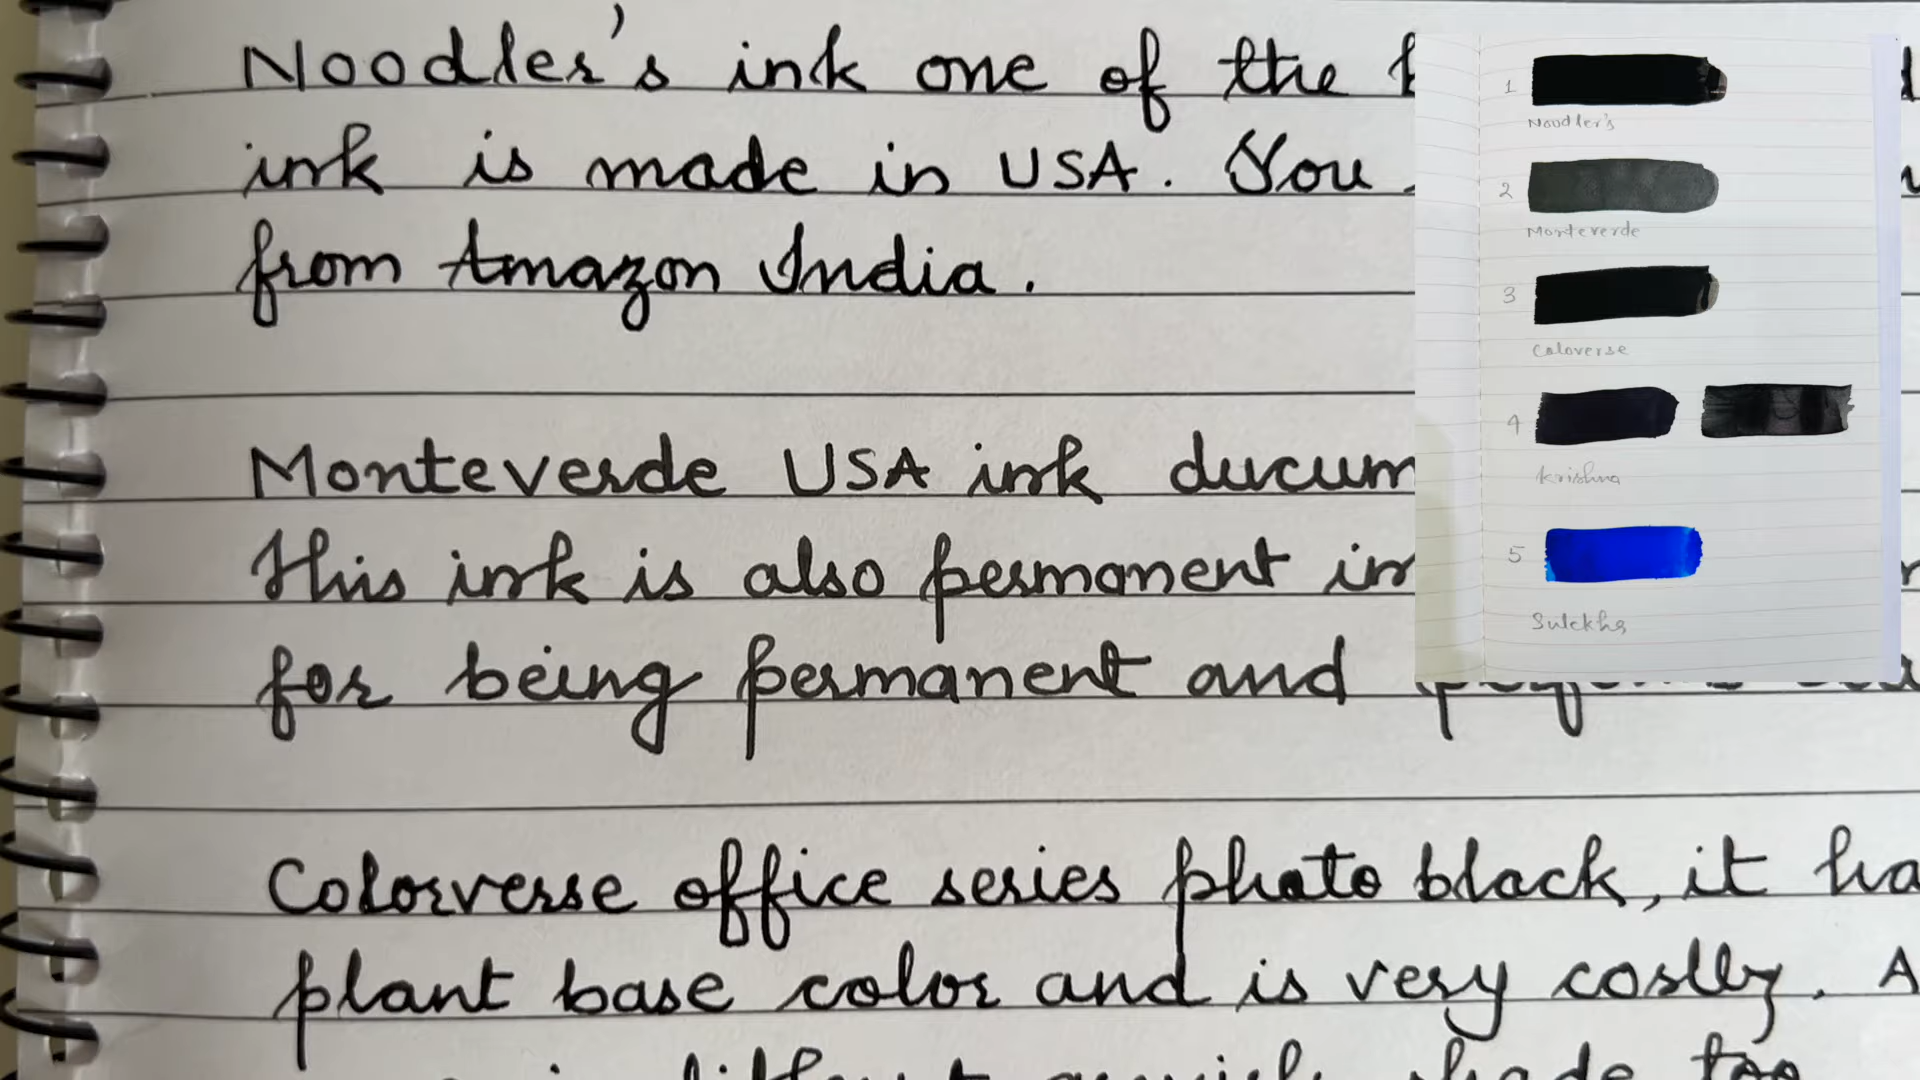 Noodler's ink one of the
ink is made in USA. You
from Amazon India.
Monteverde USA ink ducum
This ink is also permanent in
for being permanent and
Colorverse office series photo black, it ha
plant base color and is very costly. A
shade too
1
Noodler's
2
Monteverde
3
Coloverse
4
Krishna
5
Sulekha